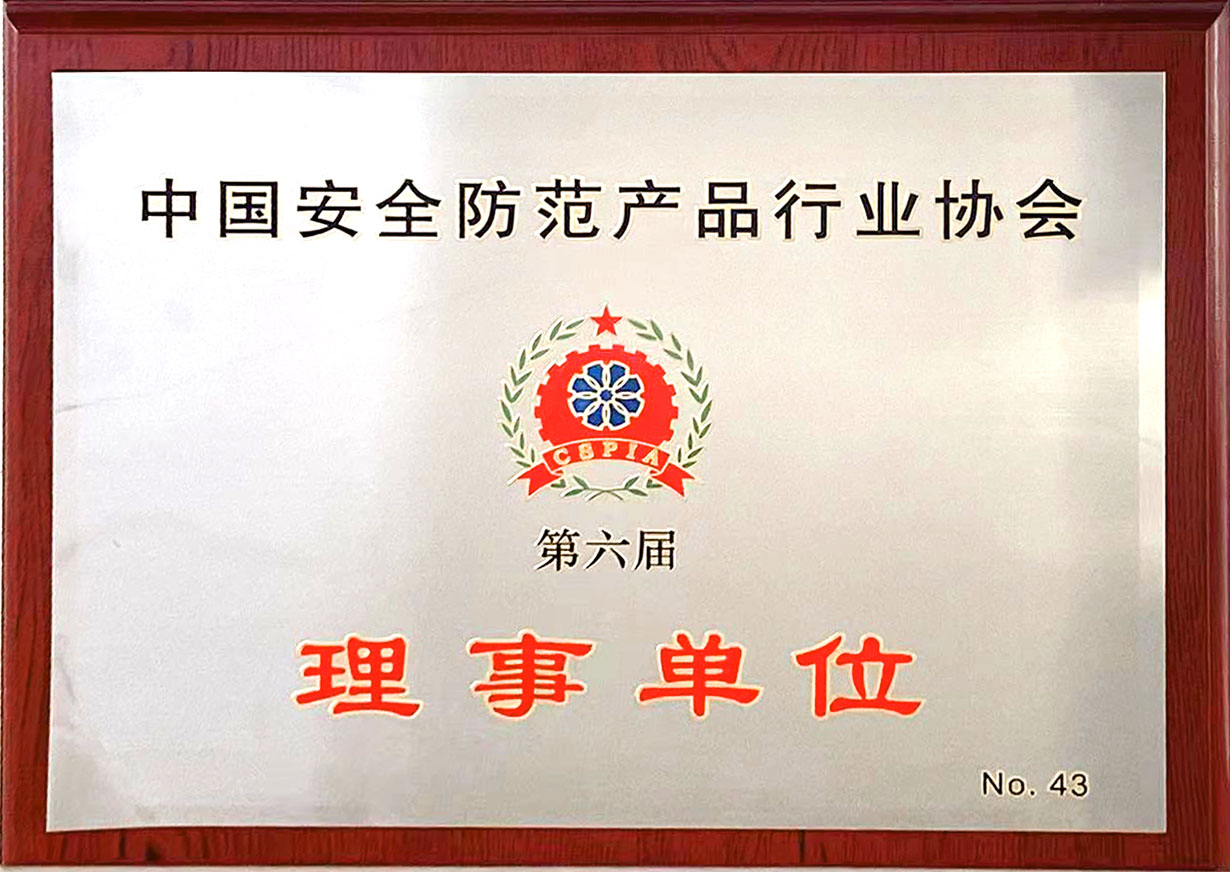 中国安全防范产品行业协会
CSPIA
第六届
理事单位
No. 43